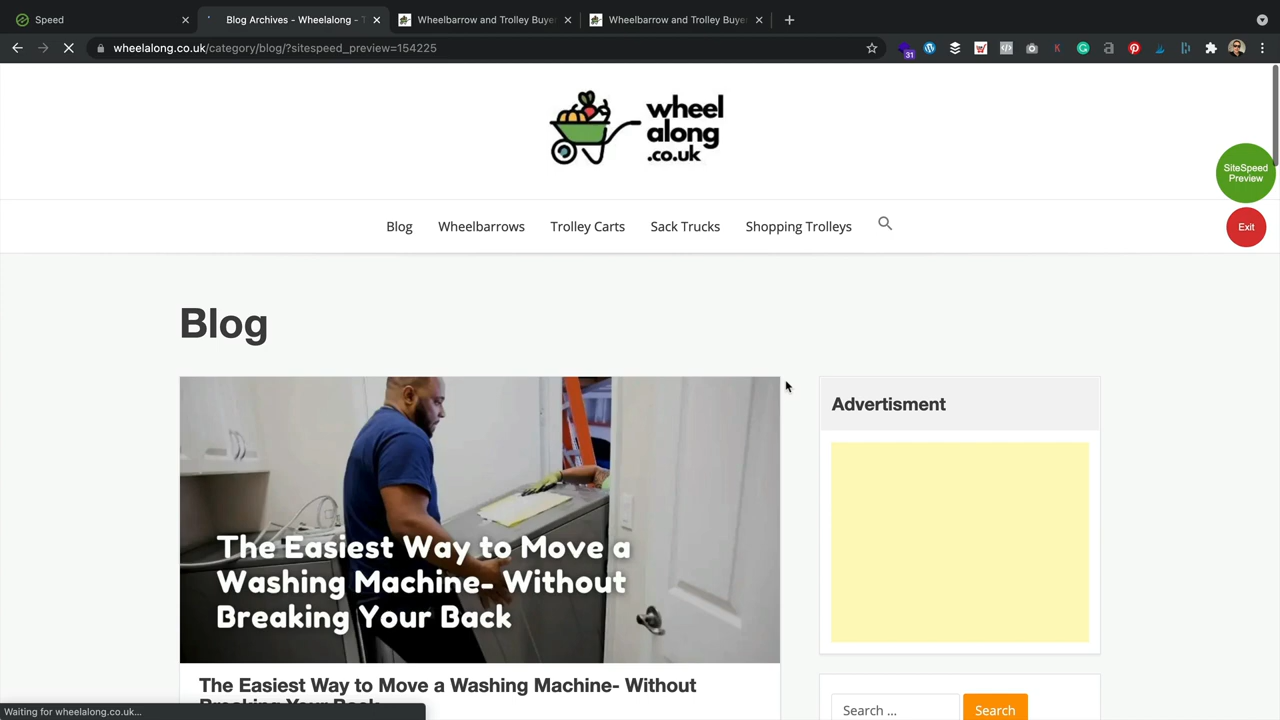 Speed
Blog Archives - Wheelalong - T
Wheelbarrow and Trolley Buyer
Wheelbarrow and Trolley Buyer
wheelalong.co.uk/category/blog/?sitespeed_preview=154225
31
wheel
along
.co.uk
SiteSpeed
Preview
Exit
Blog Wheelbarrows Trolley Carts Sack Trucks Shopping Trolleys
Blog
Advertisment
The Easiest Way to Move a
Washing Machine- Without
Breaking Your Back
The Easiest Way to Move a Washing Machine- Without
Breaking Your Back
Search ...
Search
Waiting for wheelalong.co.uk...